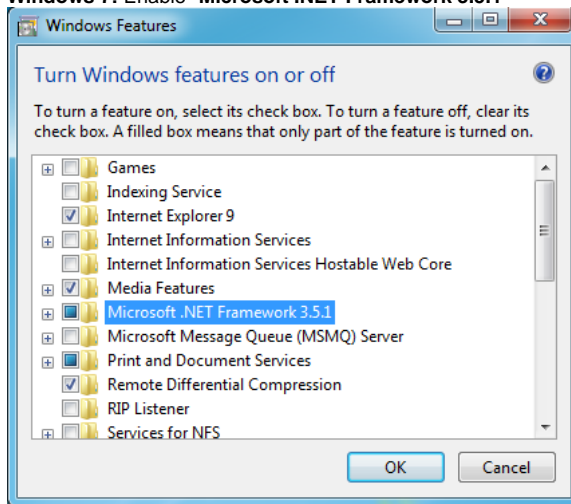 Windows 7: Enable "Microsoft .NET Framework 3.5.1"
Windows Features
Turn Windows features on or off
To turn a feature on, select its check box. To turn a feature off, clear its
check box. A filled box means that only part of the feature is turned on.
Games
Indexing Service
Internet Explorer 9
Internet Information Services
Internet Information Services Hostable Web Core
Media Features
Microsoft .NET Framework 3.5.1
Microsoft Message Queue (MSMQ) Server
Print and Document Services
Remote Differential Compression
RIP Listener
Services for NFS
OK
Cancel